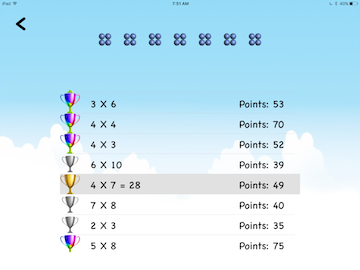 iPad
7:51 AM
40%
3 X 6 Points: 53
4 X 4 Points: 70
4 X 3 Points: 52
6 X 10 Points: 39
4 X 7 = 28 Points: 49
7 X 8 Points: 40
2 X 3 Points: 35
5 X 8 Points: 75